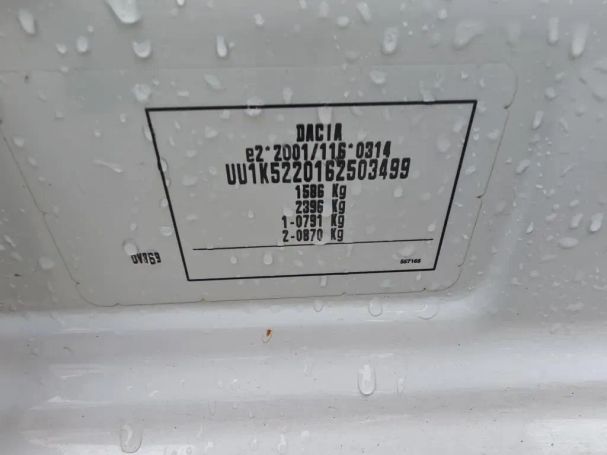 DACIA
e2*2001/116*0314
UU1K5220162503499
1586 Kg
2396 Kg
1-0791 Kg
2-0870 Kg